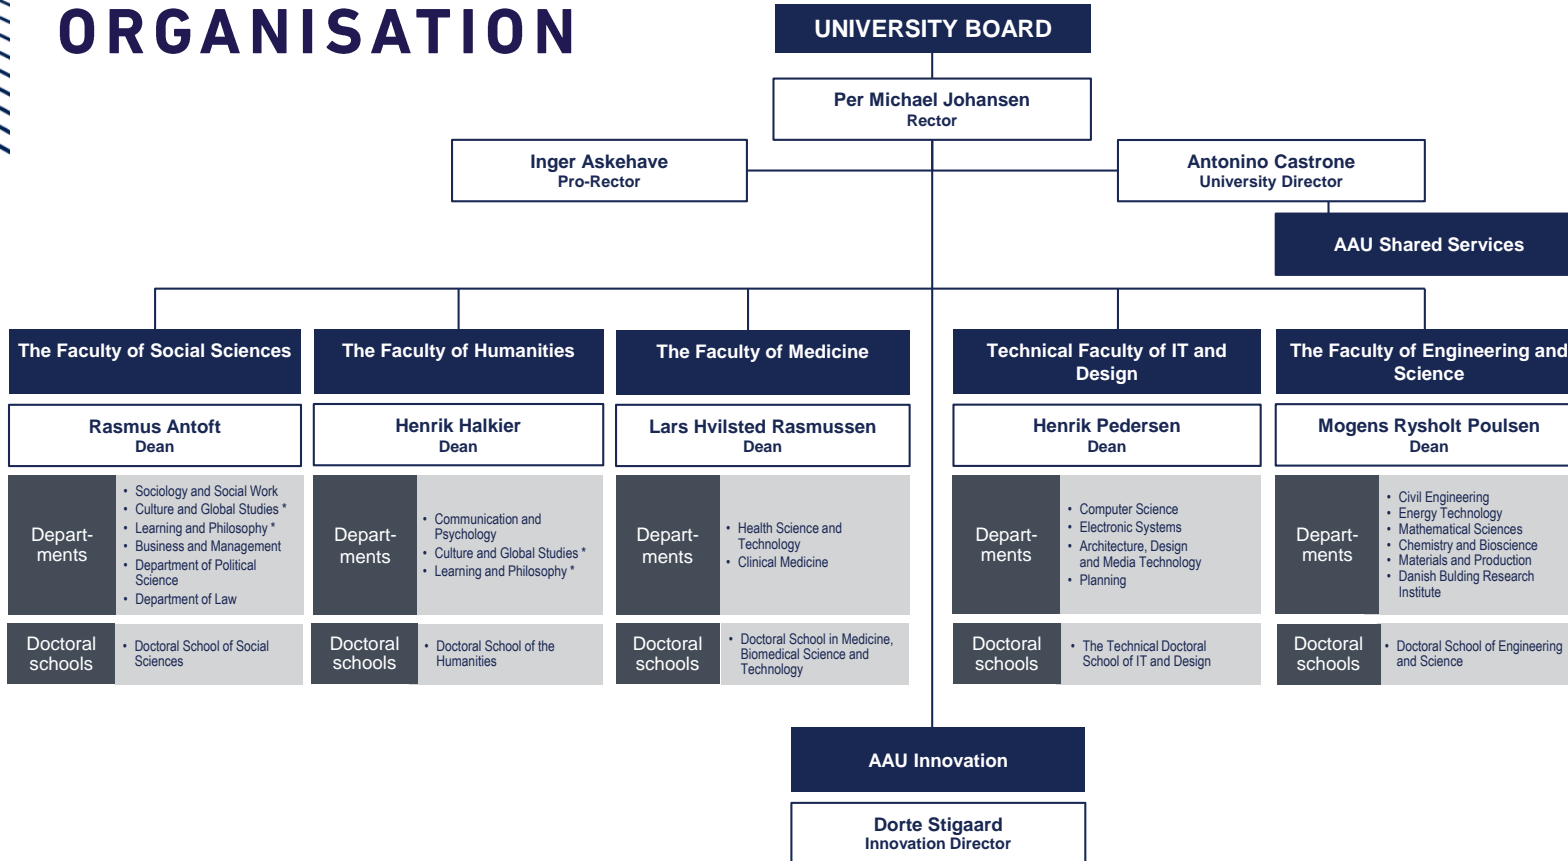 ORGANISATION
UNIVERSITY BOARD
Per Michael Johansen
Rector
Inger Askehave
Pro-Rector
Antonino Castrone
University Director
AAU Shared Services
The Faculty of Social Sciences
Rasmus Antoft
Dean
Depart-
ments
• Sociology and Social Work
• Culture and Global Studies *
• Learning and Philosophy *
• Business and Management
• Department of Political
Science
• Department of Law
Doctoral
schools
• Doctoral School of Social
Sciences
The Faculty of Humanities
Henrik Halkier
Dean
Depart-
ments
• Communication and
Psychology
• Culture and Global Studies *
• Learning and Philosophy *
Doctoral
schools
• Doctoral School of the
Humanities
The Faculty of Medicine
Lars Hvilsted Rasmussen
Dean
Depart-
ments
• Health Science and
Technology
• Clinical Medicine
Doctoral
schools
• Doctoral School in Medicine,
Biomedical Science and
Technology
Technical Faculty of IT and
Design
Henrik Pedersen
Dean
Depart-
ments
• Computer Science
• Electronic Systems
• Architecture, Design
and Media Technology
• Planning
Doctoral
schools
• The Technical Doctoral
School of IT and Design
The Faculty of Engineering and
Science
Mogens Rysholt Poulsen
Dean
Depart-
ments
• Civil Engineering
• Energy Technology
• Mathematical Sciences
• Chemistry and Bioscience
• Materials and Production
• Danish Bulding Research
Institute
Doctoral
schools
• Doctoral School of Engineering
and Science
AAU Innovation
Dorte Stigaard
Innovation Director